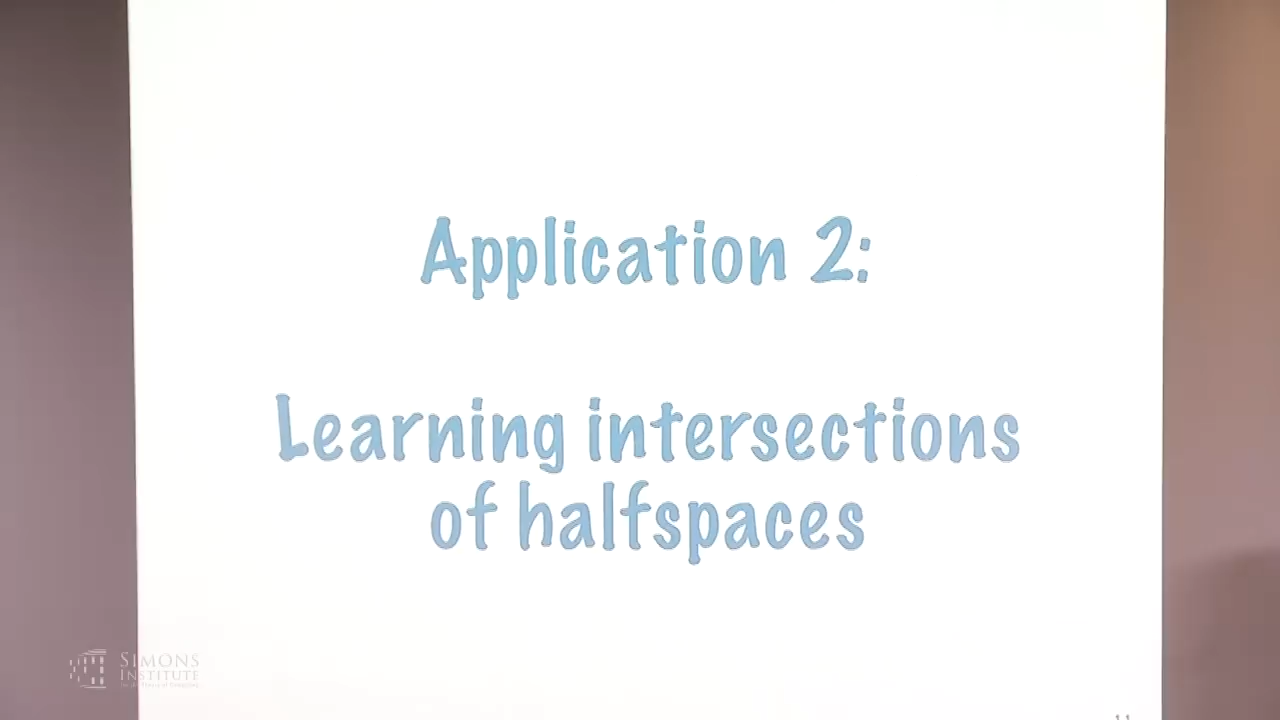 Application 2:
Learning intersections
of halfspaces
SIMONS
INSTITUTE